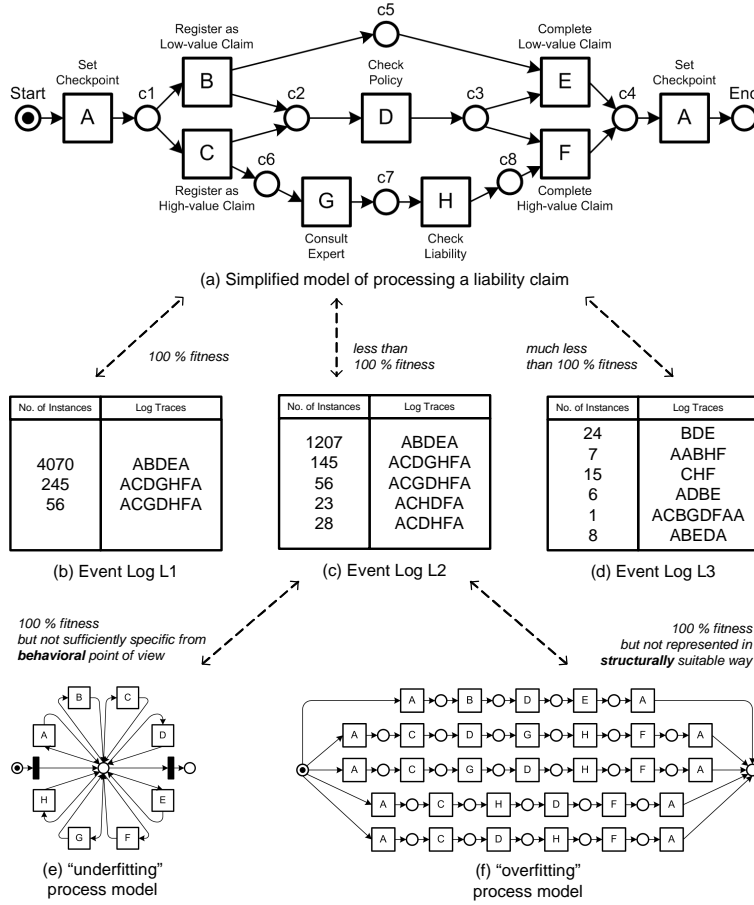 c5
Register as
Low-value Claim
Complete
Low-value Claim
Set
Checkpoint
Check
Policy
Set
Checkpoint
Start
B
E
End
c1
c2
c3
c4
A
D
A
C
F
c6
c7
c8
G
H
Register as
High-value Claim
Complete
High-value Claim
Consult
Expert
Check
Liability
(a) Simplified model of processing a liability claim
100 % fitness
less than
100 % fitness
much less
than 100 % fitness
No. of Instances Log Traces
4070 ABDEA
245 ACDGHFA
56 ACGDHFA
(b) Event Log L1
No. of Instances Log Traces
1207 ABDEA
145 ACDGHFA
56 ACGDHFA
23 ACHDFA
28 ACDHFA
(c) Event Log L2
No. of Instances Log Traces
24 BDE
7 AABHF
15 CHF
6 ADBE
1 ACBGDFAA
8 ABEDA
(d) Event Log L3
100 % fitness
but not sufficiently specific from
behavioral point of view
100 % fitness
but not represented in
structurally suitable way
B C
A D
H E
G F
(e) “underfitting”
process model
A B D E A
A C D G H F A
A C G D H F A
A C H D F A
A C D H F A
(f) “overfitting”
process model